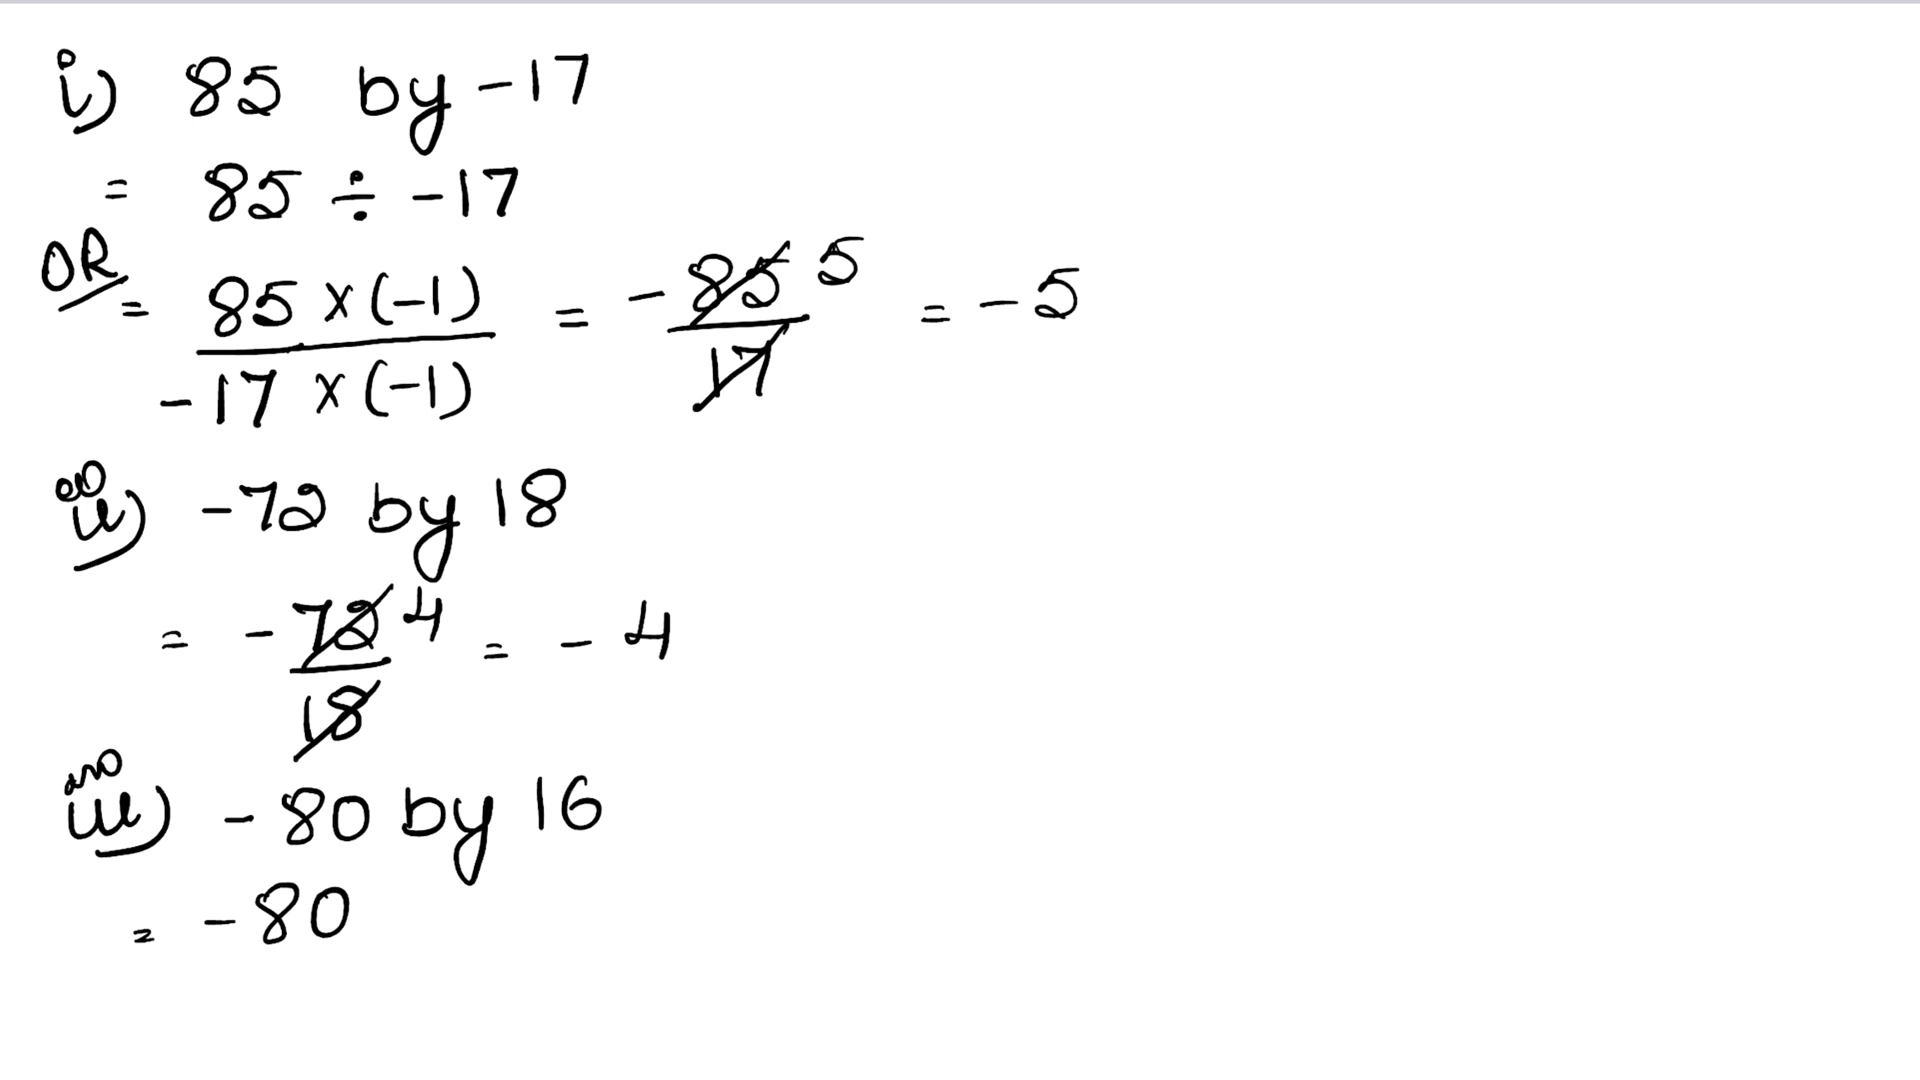 i) 85 by -17
= 85 ÷ -17
OR = 85 x (-1) / -17 x (-1) = - 85 5 / 17 = - 5
ii) -72 by 18
= - 72 4 / 18 = - 4
iii) - 80 by 16
= - 80